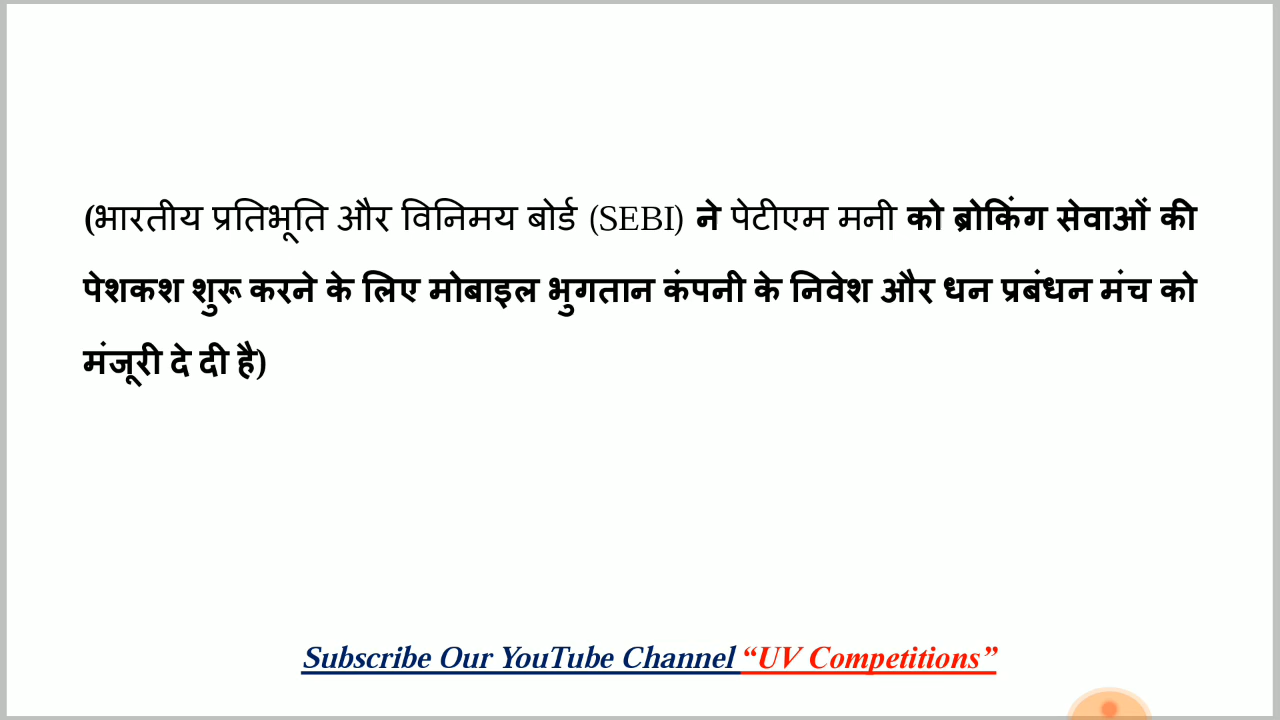 (भारतीय प्रतिभूति और विनिमय बोर्ड (SEBI) ने पेटीएम मनी को ब्रोकिंग सेवाओं की
पेशकश शुरू करने के लिए मोबाइल भुगतान कंपनी के निवेश और धन प्रबंधन मंच को
मंजूरी दे दी है)
Subscribe Our YouTube Channel “UV Competitions”